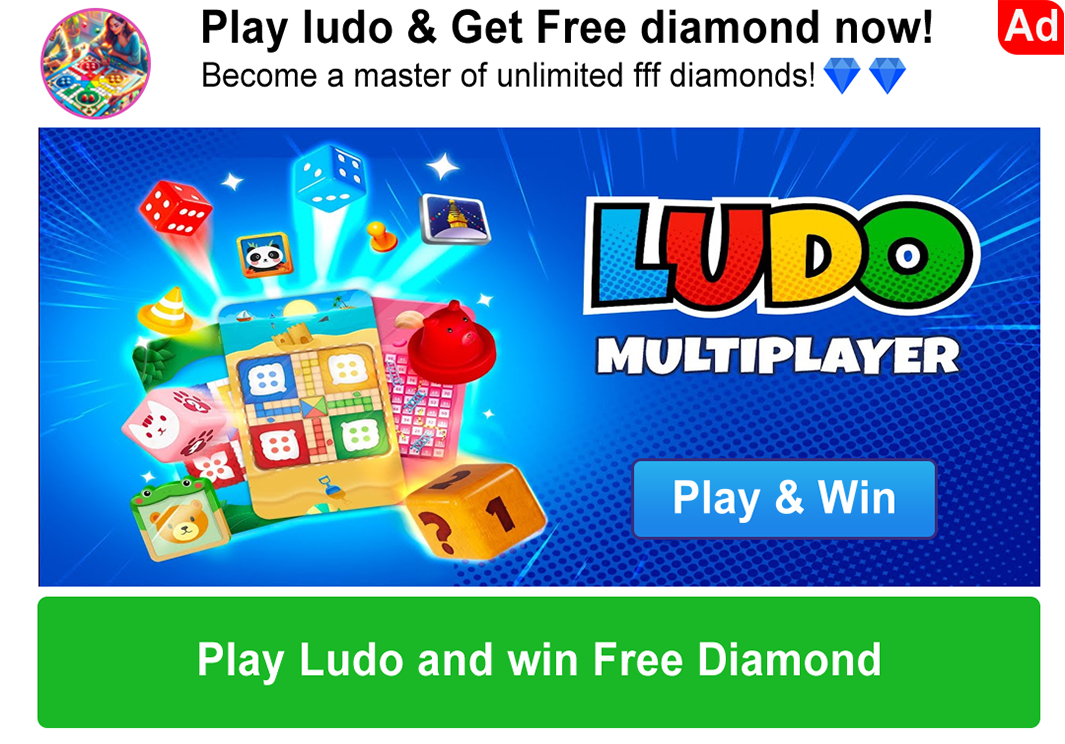 Play ludo & Get Free diamond now!
Ad
Become a master of unlimited fff diamonds!
LUDO
MULTIPLAYER
1
?
Play & Win
Play Ludo and win Free Diamond